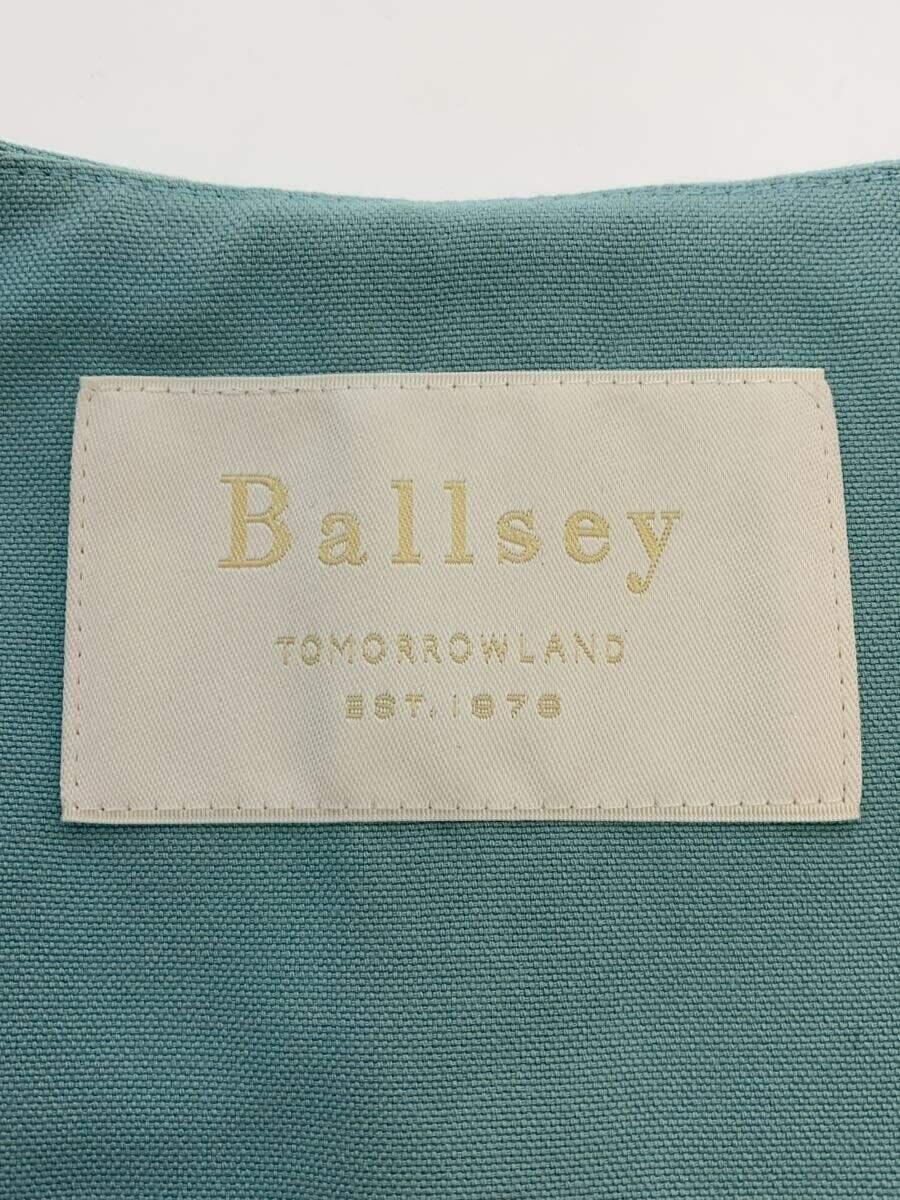 Ballsey
TOMORROWLAND
EST. 1978